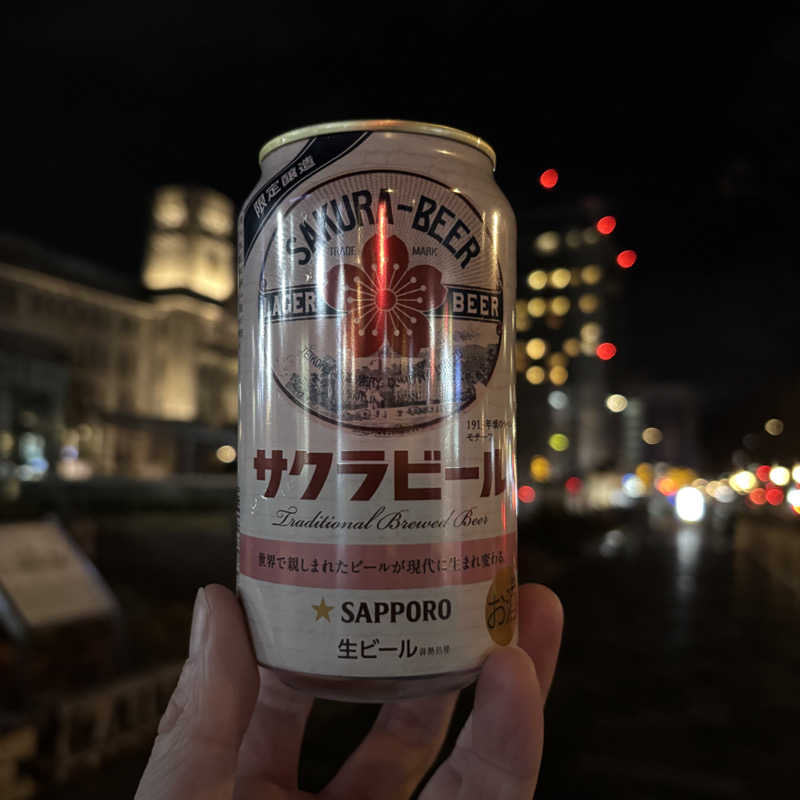 限定醸造
SAKURA-BEER
TRADE MARK
LAGER BEER
サクラビール
Traditional Brewed Beer
世界で親しまれたビールが現代に生まれ変わる。
SAPPORO
生ビール
お酒